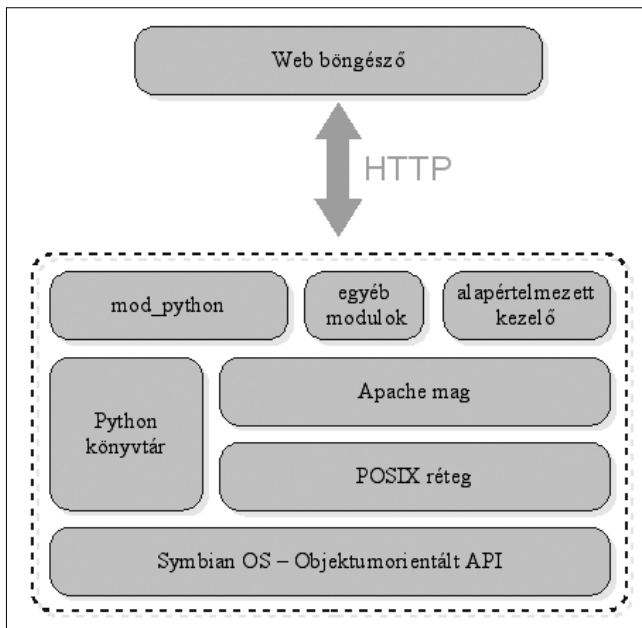 Web böngésző
HTTP
mod_python
egyéb
modulok
alapértelmezett
kezelő
Python
könyvtár
Apache mag
POSIX réteg
Symbian OS – Objektumorientált API